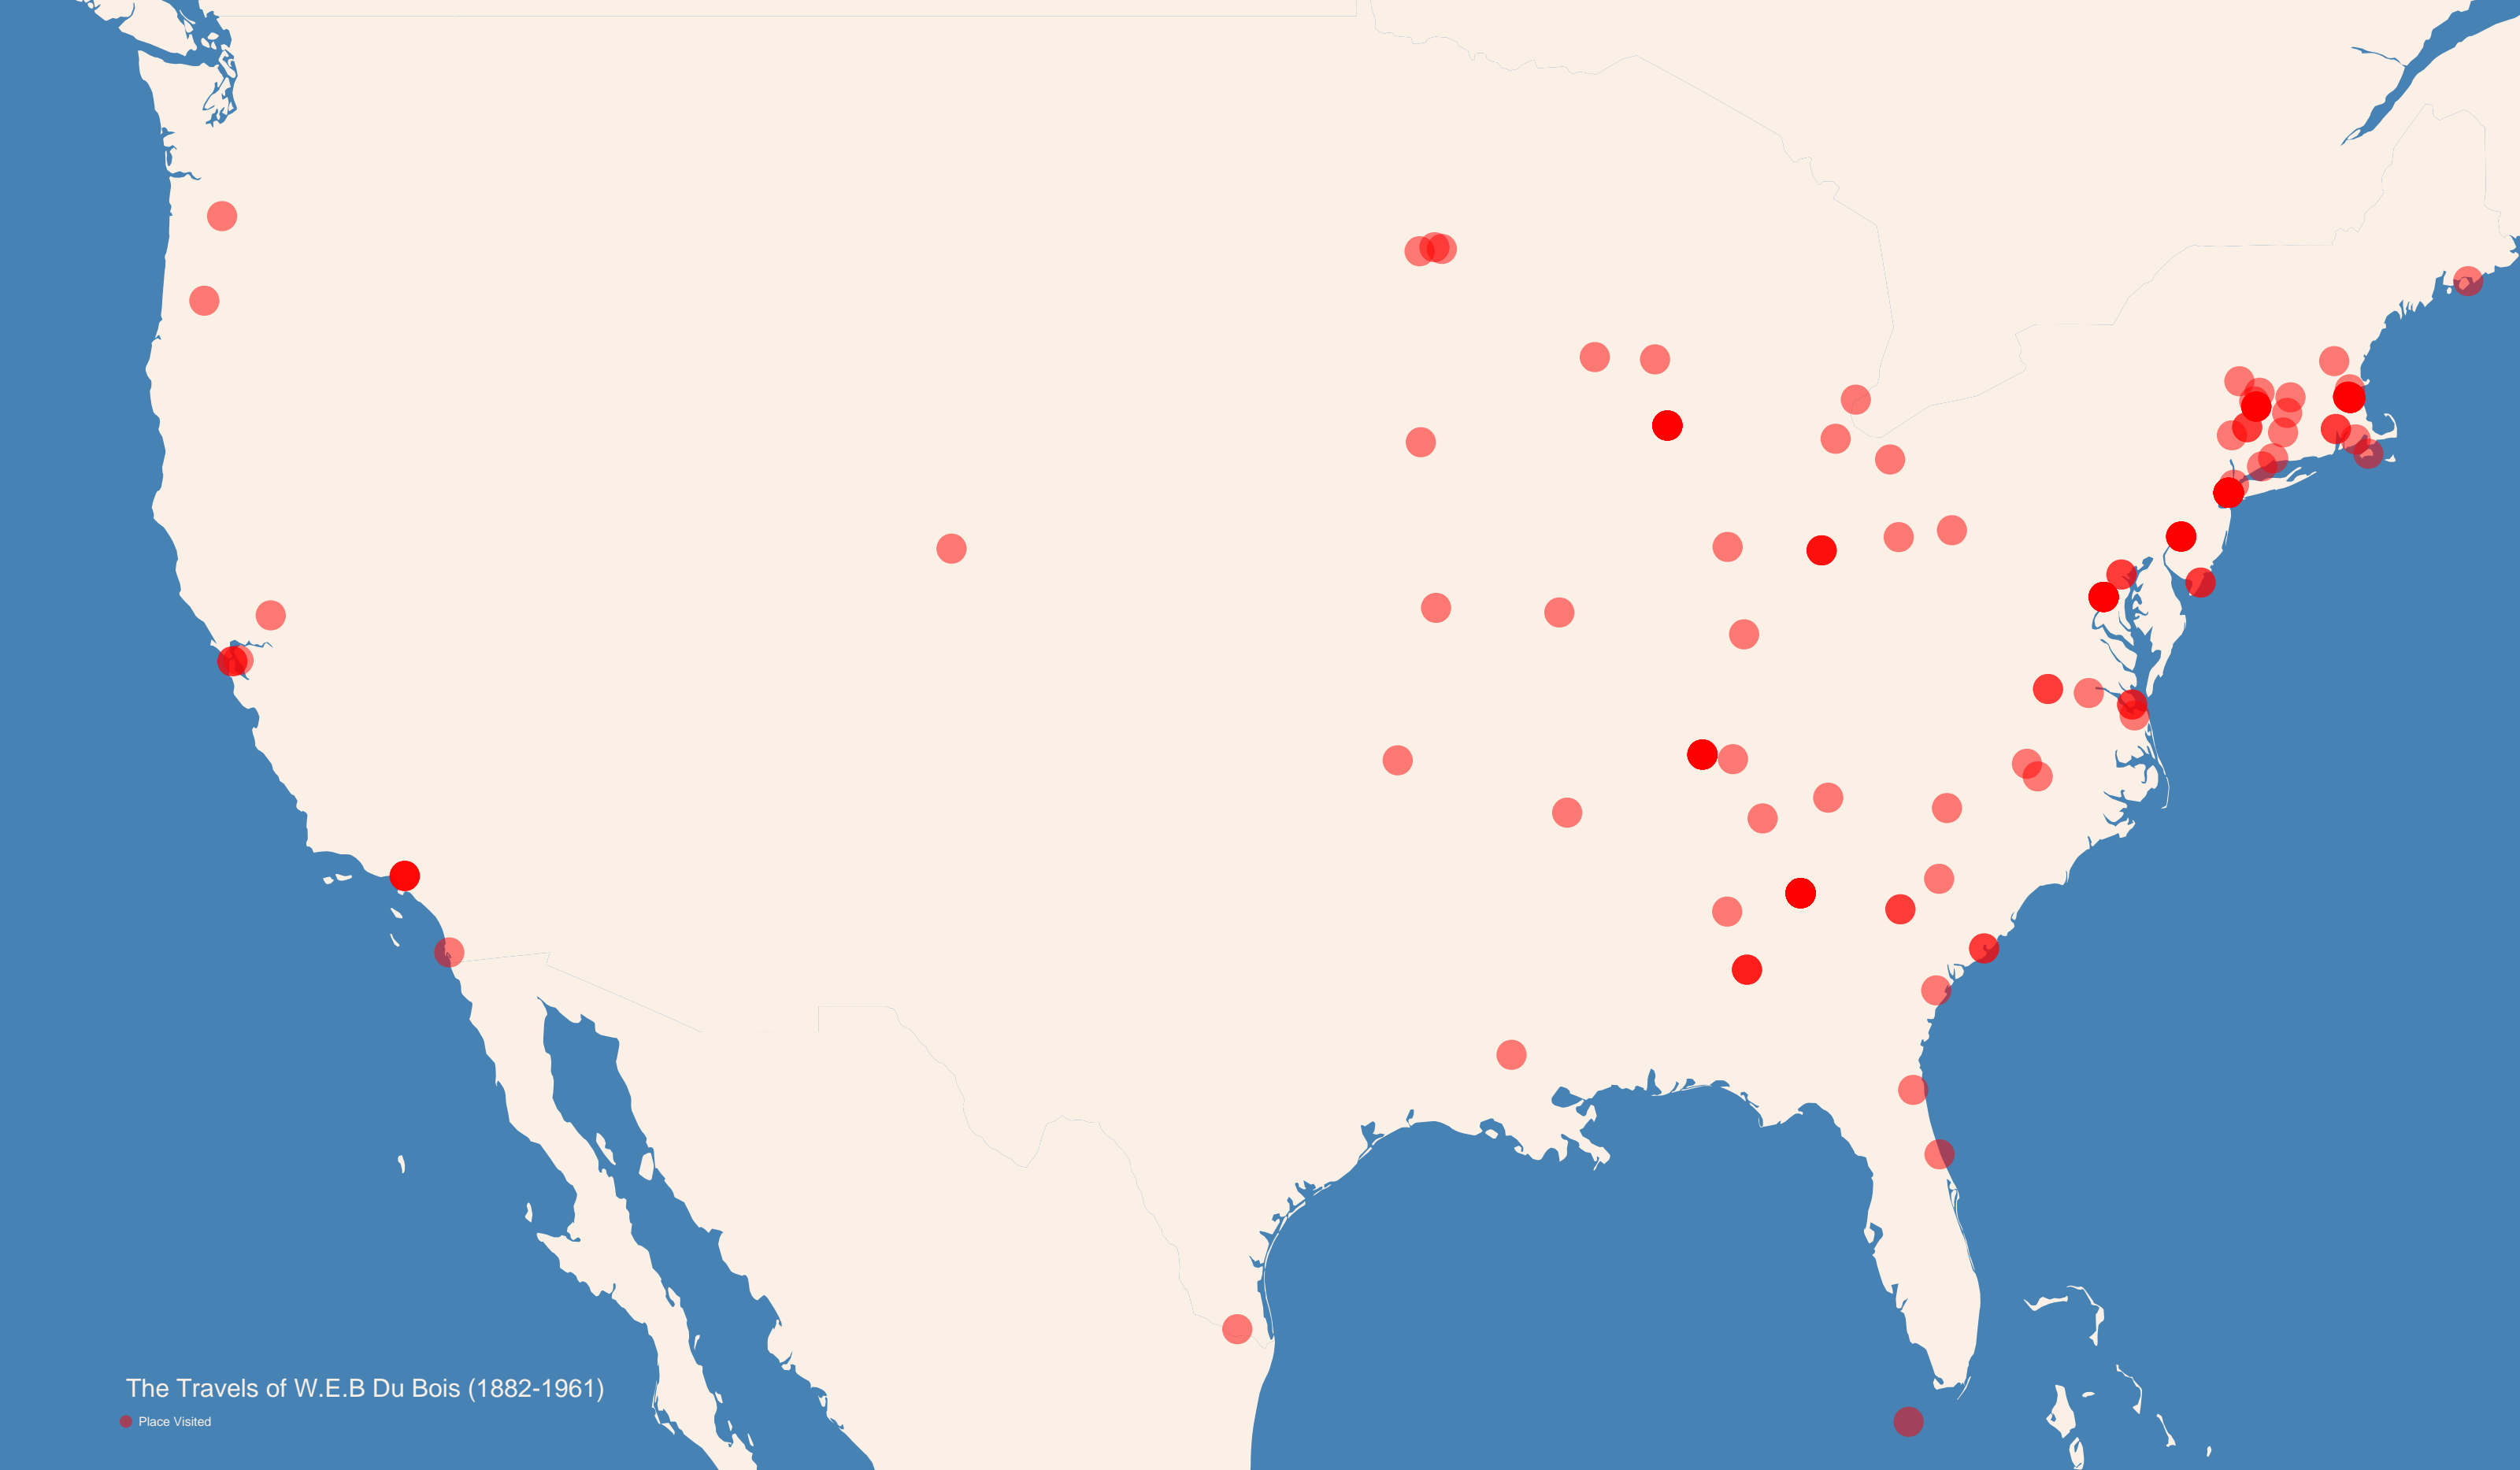 The Travels of W.E.B Du Bois (1882-1961)
Place Visited